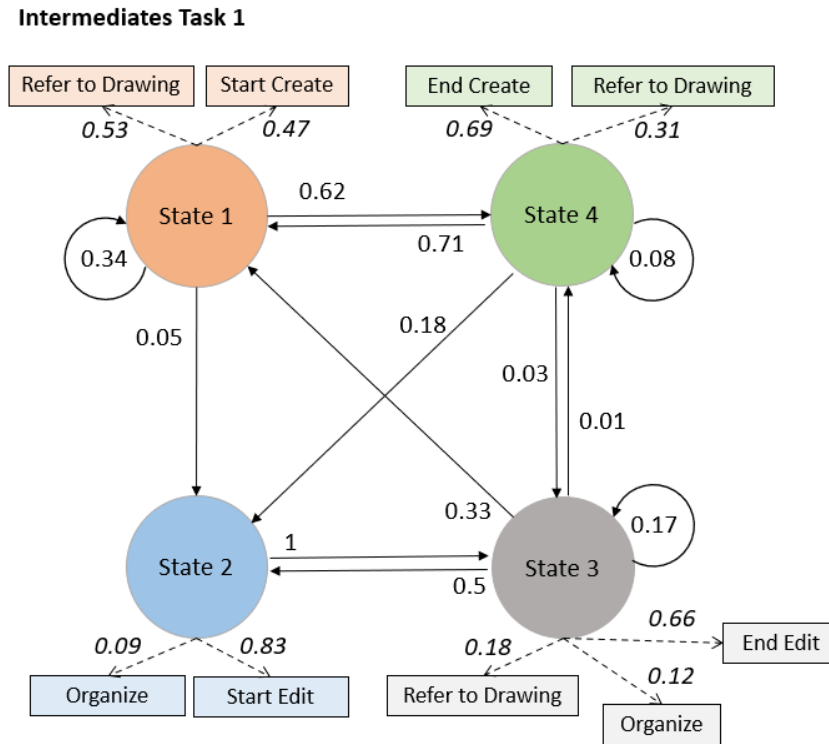 Intermediates Task 1
Refer to Drawing
Start Create
End Create
Refer to Drawing
0.53
0.47
0.69
0.31
State 1
0.62
State 4
0.71
0.34
0.08
0.05
0.18
0.03
0.01
0.33
0.17
State 2
1
0.5
State 3
0.09
0.83
0.18
0.66
End Edit
0.12
Organize
Start Edit
Refer to Drawing
Organize